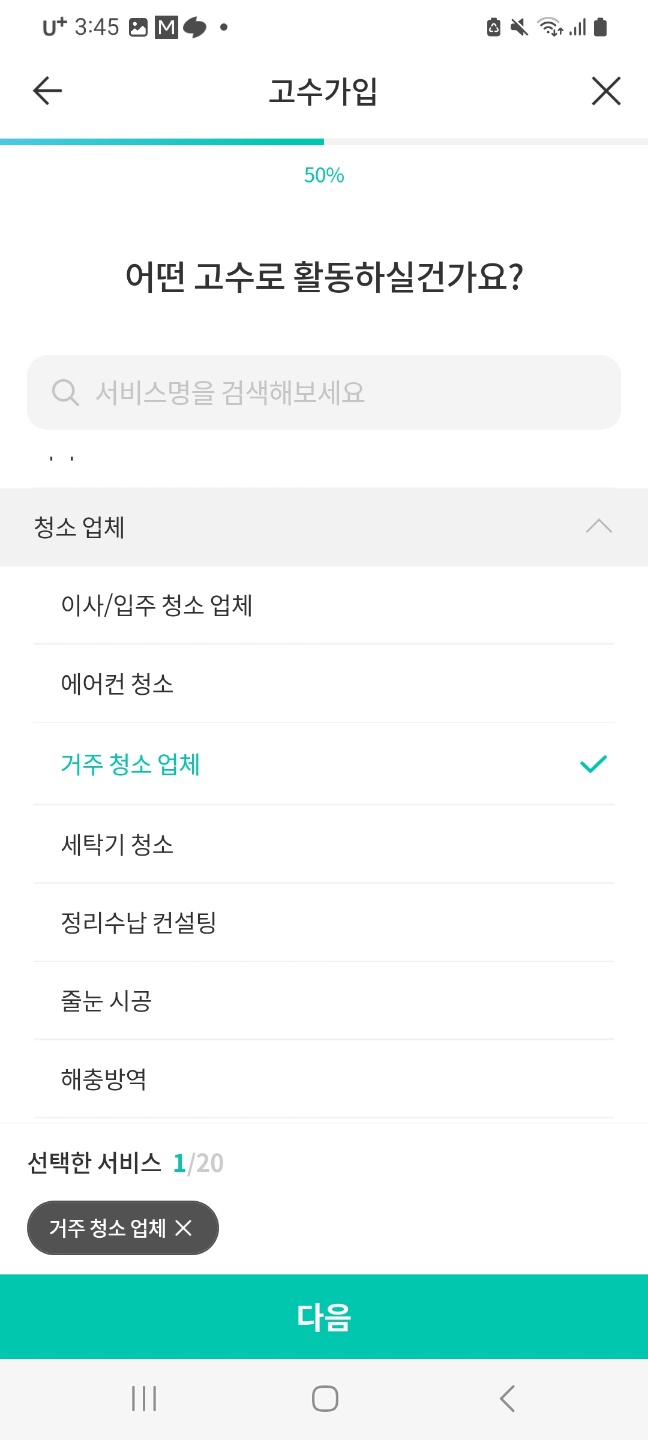 U+ 3:45 M
고수가입
50%
어떤 고수로 활동하실건가요?
서비스명을 검색해보세요
청소 업체
이사/입주 청소 업체
에어컨 청소
거주 청소 업체
세탁기 청소
정리수납 컨설팅
줄눈 시공
해충방역
선택한 서비스 1/20
거주 청소 업체
다음